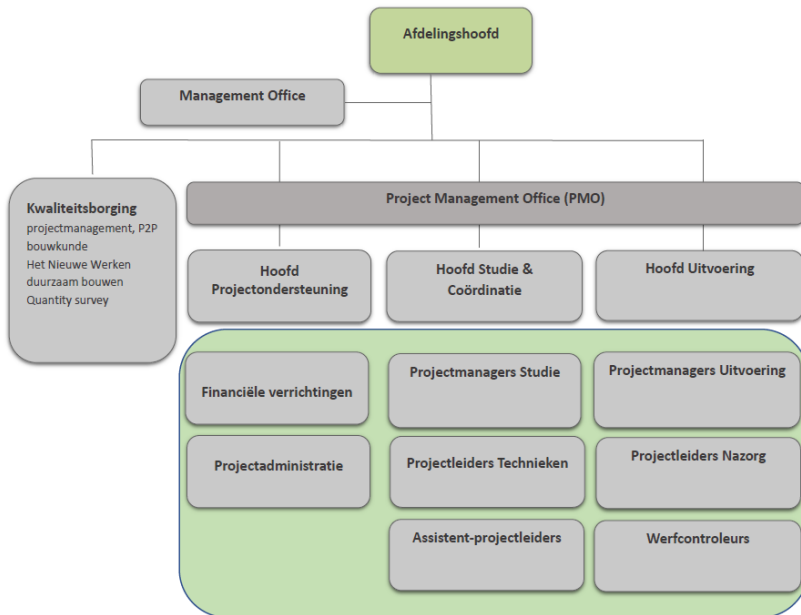 Afdelingshoofd
Management Office
Kwaliteitsborging
projectmanagement, P2P
bouwkunde
Het Nieuwe Werken
duurzaam bouwen
Quantity survey
Project Management Office (PMO)
Hoofd
Projectondersteuning
Hoofd Studie &
Coördinatie
Hoofd Uitvoering
Financiële verrichtingen
Projectmanagers Studie
Projectmanagers Uitvoering
Projectadministratie
Projectleiders Technieken
Projectleiders Nazorg
Assistent-projectleiders
Werfcontroleurs